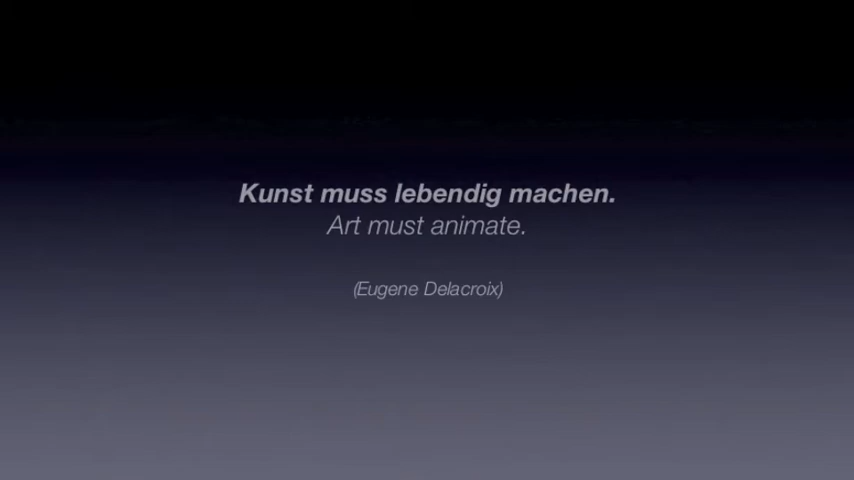 Kunst muss lebendig machen.
Art must animate.
(Eugene Delacroix)